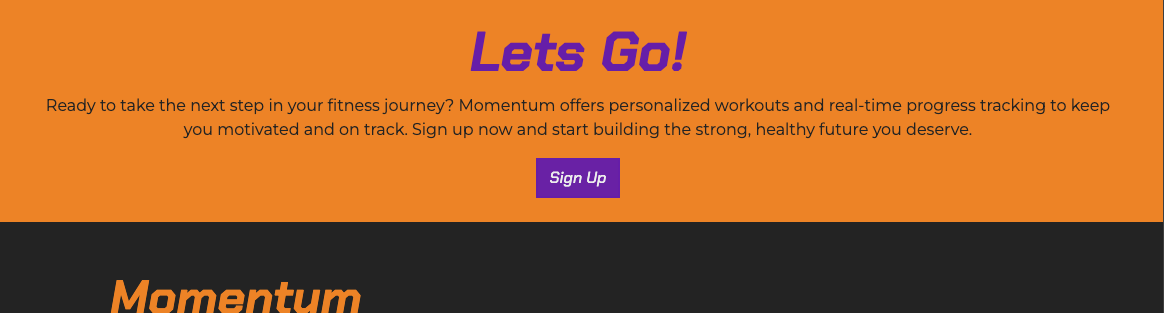 Lets Go!
Ready to take the next step in your fitness journey? Momentum offers personalized workouts and real-time progress tracking to keep
you motivated and on track. Sign up now and start building the strong, healthy future you deserve.
Sign Up
Momentum